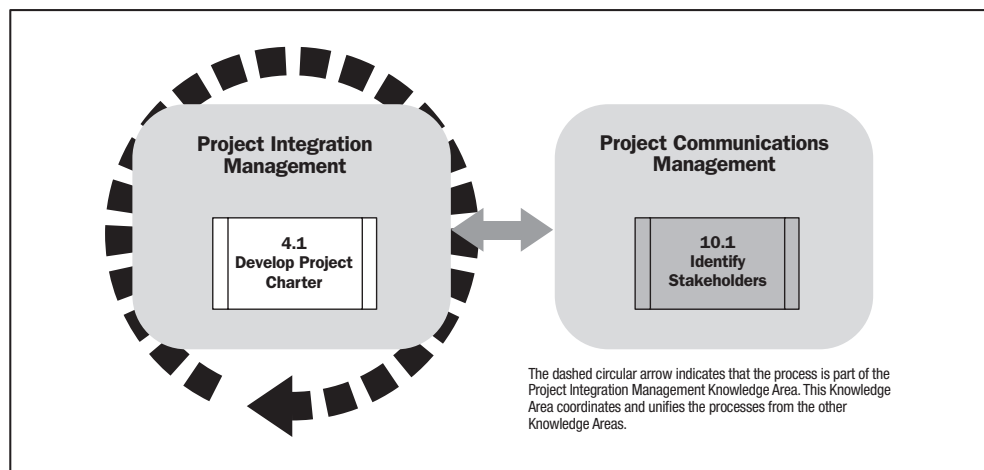 Project Integration
Management
4.1
Develop Project
Charter
Project Communications
Management
10.1
Identify
Stakeholders
The dashed circular arrow indicates that the process is part of the
Project Integration Management Knowledge Area. This Knowledge
Area coordinates and unifies the processes from the other
Knowledge Areas.